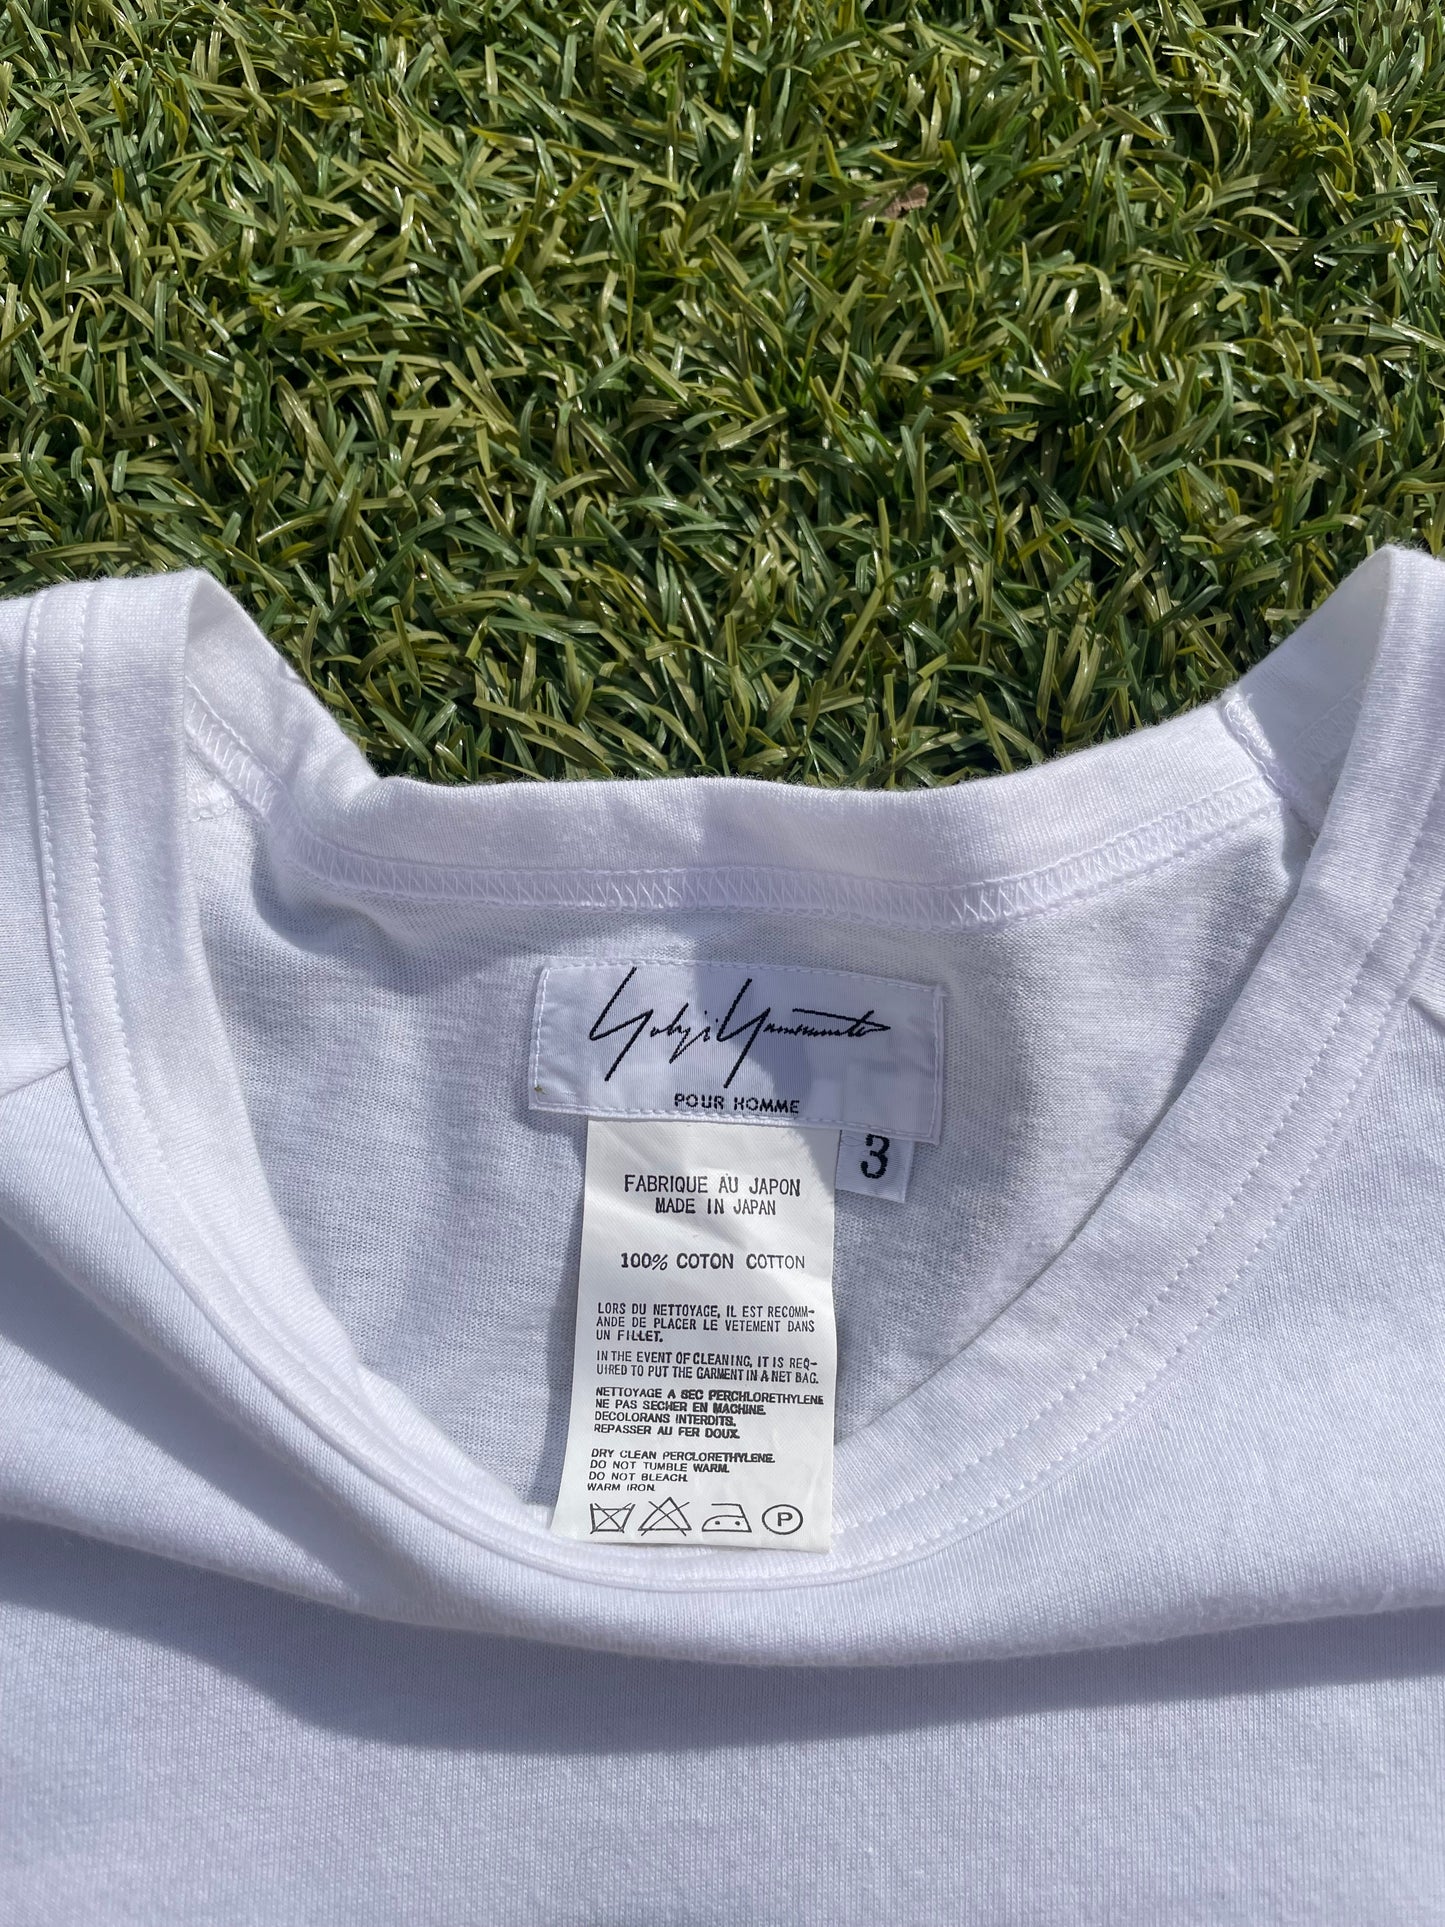 Yohji Yamamoto
POUR HOMME
3
FABRIQUE AU JAPON
MADE IN JAPAN
100% COTON COTTON
LORS DU NETTOYAGE, IL EST RECOMM-
ANDE DE PLACER LE VETEMENT DANS
UN FILLET.
IN THE EVENT OF CLEANING, IT IS REQ-
UIRED TO PUT THE GARMENT IN A NET BAG.
NETTOYAGE A SEC PERCHLORETHYLENE
NE PAS SECHER EN MACHINE.
DECOLORANS INTERDITS.
REPASSER AU FER DOUX.
DRY CLEAN PERCLORETHYLENE.
DO NOT TUMBLE WARM.
DO NOT BLEACH.
WARM IRON.
P